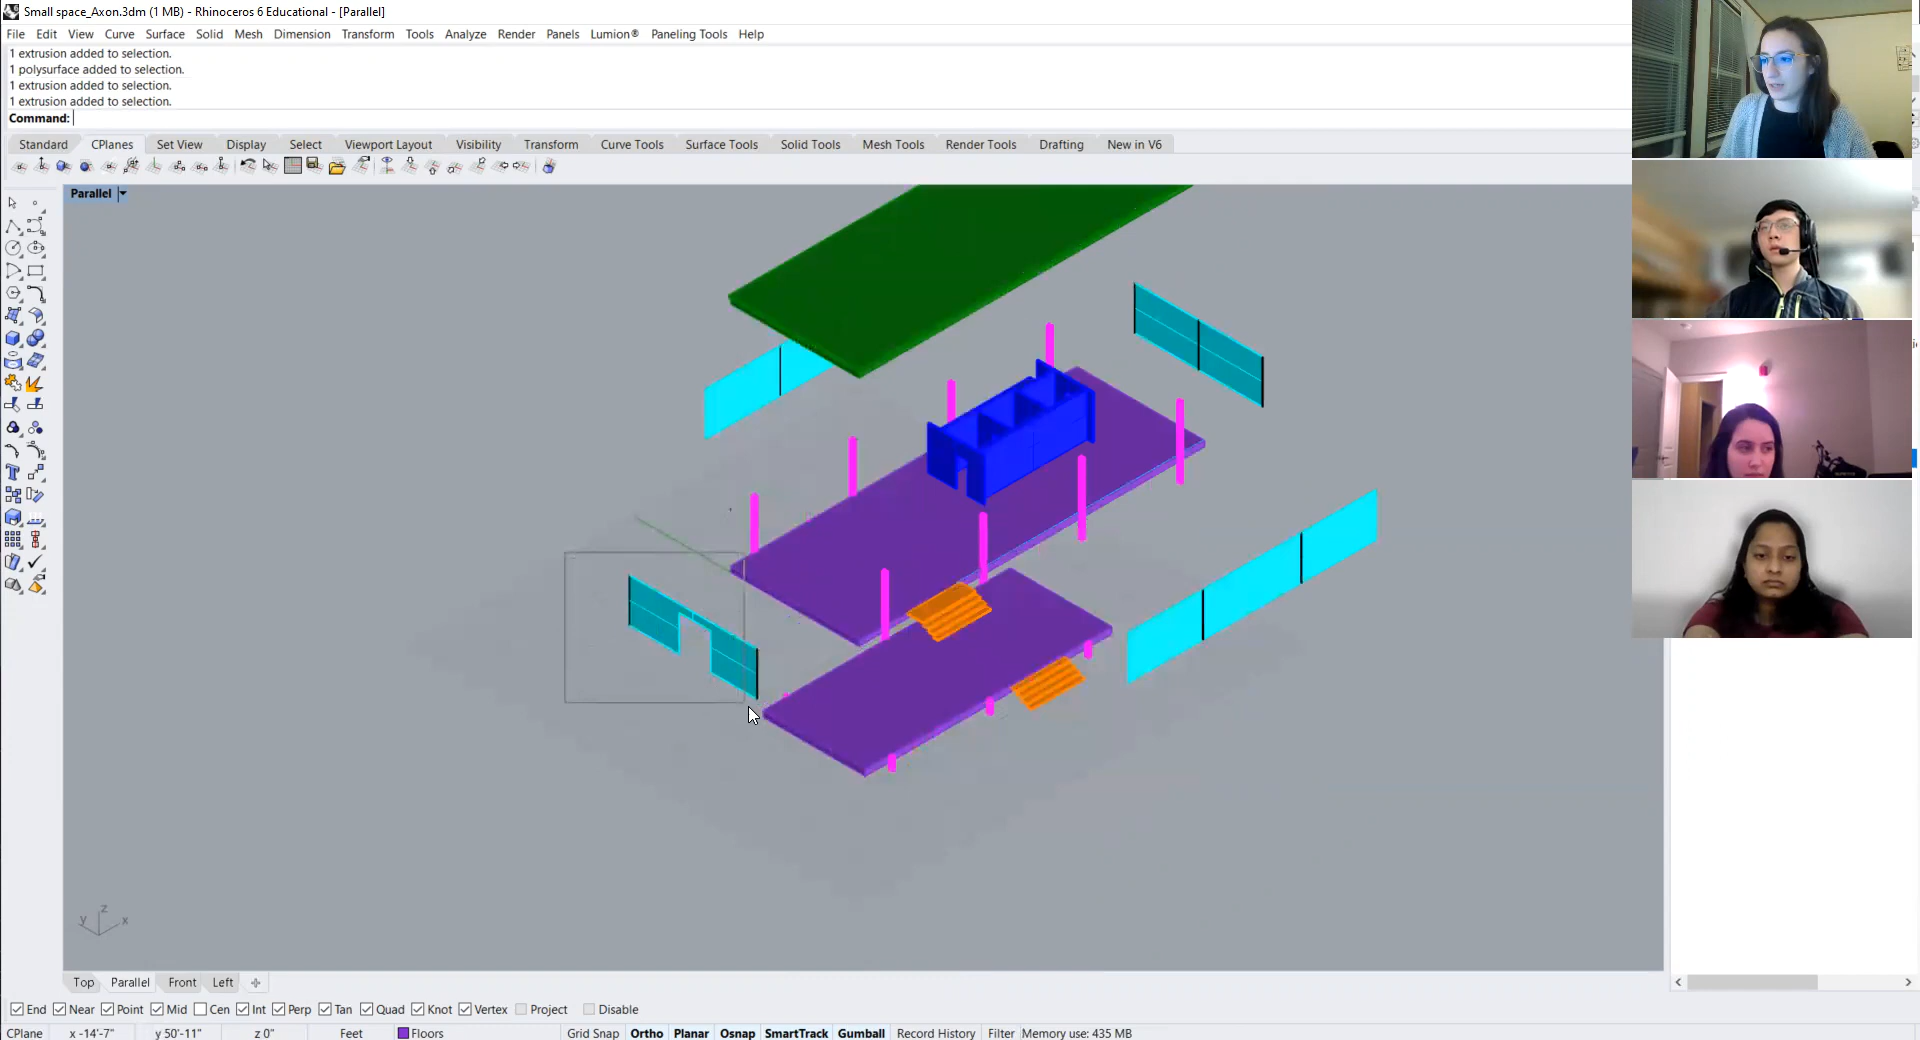 Small space_Axon.3dm (1 MB) - Rhinoceros 6 Educational - [Parallel]
File Edit View Curve Surface Solid Mesh Dimension Transform Tools Analyze Render Panels Lumion® Paneling Tools Help
1 extrusion added to selection.
1 polysurface added to selection.
1 extrusion added to selection.
1 extrusion added to selection.
Command:
Standard CPlanes Set View Display Select Viewport Layout Visibility Transform Curve Tools Surface Tools Solid Tools Mesh Tools Render Tools Drafting New in V6
Parallel
z
y x
Top Parallel Front Left
End Near Point Mid Cen Int Perp Tan Quad Knot Vertex Project Disable
CPlane x -14'-7" y 50'-11" z 0" Feet Floors Grid Snap Ortho Planar Osnap SmartTrack Gumball Record History Filter Memory use: 435 MB